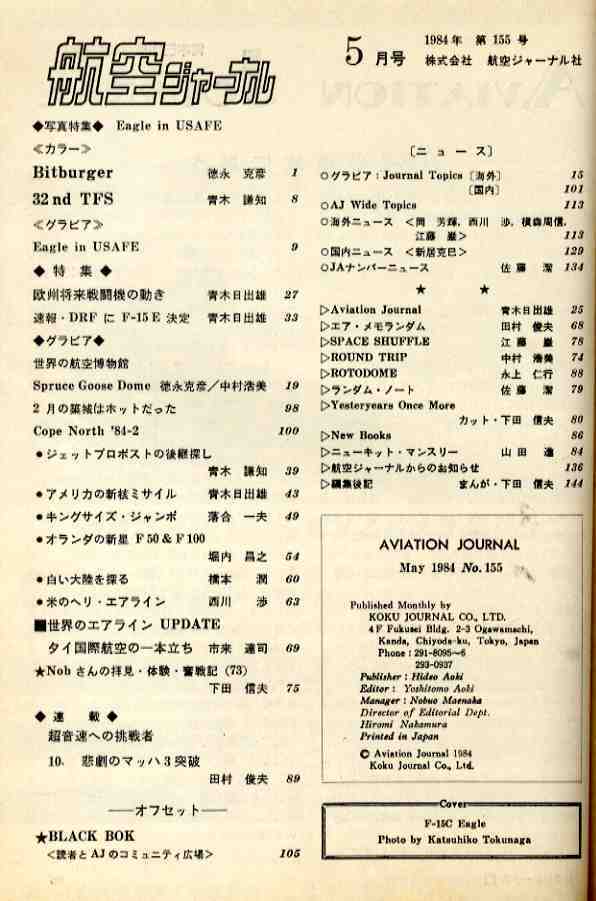 航空ジャーナル
5月号
1984年 第155号
株式会社 航空ジャーナル社
◆写真特集◆ Eagle in USAFE
≪カラー≫
Bitburger 徳永 克彦 1
32nd TFS 青木 謙知 8
≪グラビア≫
Eagle in USAFE 9
◆特集◆
欧州将来戦闘機の動き 青木日出雄 27
速報・DRF に F-15E 決定 青木日出雄 33
◆グラビア◆
世界の航空博物館
Spruce Goose Dome 徳永克彦/中村浩美 19
2月の築城はホットだった 98
Cope North '84-2 100
●ジェットプロボストの後継探し
青木 謙知 39
●アメリカの新核ミサイル 青木日出雄 43
●キングサイズ・ジャンボ 落合 一夫 49
●オランダの新星 F50&F100
堀内 昌之 54
●白い大陸を探る 橋本 潤 60
●米のヘリ・エアライン 西川 渉 63
■世界のエアライン UPDATE
タイ国際航空の一本立ち 市来 達司 69
★Nobさんの拝見・体験・奮戦記(73)
下田 信夫 75
◆連載◆
超音速への挑戦者
10. 悲劇のマッハ3突破
田村 俊夫 89
──オフセット──
★BLACK BOK
<読者とAJのコミュニティ広場> 105
〔ニュース〕
○グラビア:Journal Topics〔海外〕 15
〔国内〕 101
○AJ Wide Topics 113
○海外ニュース <岡 芳輝, 西川 渉, 横森周信,
江藤 巌> 113
○国内ニュース <新居克巳> 129
○JAナンバーニュース 佐藤 潔 134
★ ★
▷Aviation Journal 青木日出雄 25
▷エア・メモランダム 田村 俊夫 68
▷SPACE SHUFFLE 江藤 巌 78
▷ROUND TRIP 中村 浩美 74
▷ROTODOME 永上 仁行 88
▷ランダム・ノート 佐藤 潔 79
▷Yesteryears Once More
カット・下田 信夫 80
▷New Books 86
▷ニューキット・マンスリー 山田 進 84
▷航空ジャーナルからのお知らせ 136
▷編集後記 まんが・下田 信夫 144
AVIATION JOURNAL
May 1984 No. 155
Published Monthly by
KOKU JOURNAL CO., LTD.
4F Fukusei Bldg. 2-3 Ogawamachi,
Kanda, Chiyoda-ku, Tokyo, Japan
Phone : 291-8095~6
293-0937
Publisher : Hideo Aoki
Editor : Yoshitomo Aoki
Manager : Nobuo Maenaka
Director of Editorial Dept.
Hiromi Nakamura
Printed in Japan
© Aviation Journal 1984
Koku Journal Co., Ltd.
Cover
F-15C Eagle
Photo by Katsuhiko Tokunaga